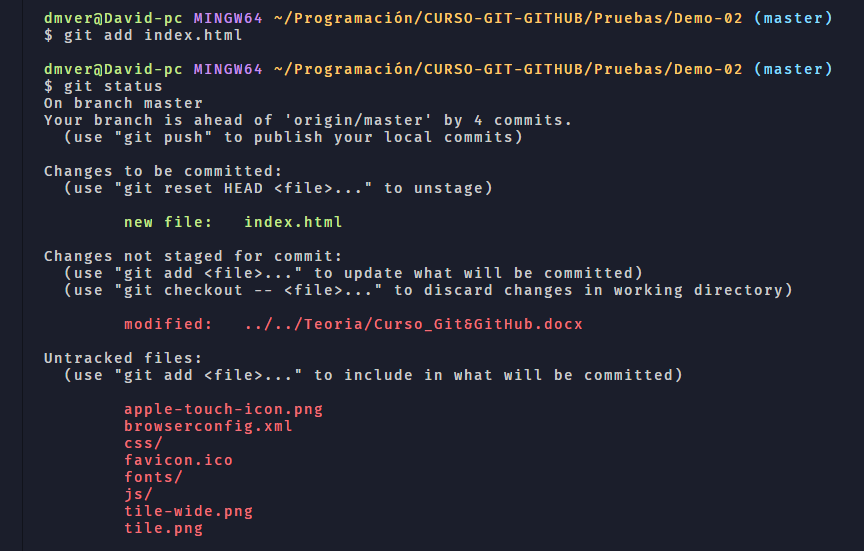 dmver@David-pc MINGW64 ~/Programación/CURSO-GIT-GITHUB/Pruebas/Demo-02 (master)
$ git add index.html
dmver@David-pc MINGW64 ~/Programación/CURSO-GIT-GITHUB/Pruebas/Demo-02 (master)
$ git status
On branch master
Your branch is ahead of 'origin/master' by 4 commits.
  (use "git push" to publish your local commits)
Changes to be committed:
  (use "git reset HEAD <file>..." to unstage)
        new file:   index.html
Changes not staged for commit:
  (use "git add <file>..." to update what will be committed)
  (use "git checkout -- <file>..." to discard changes in working directory)
        modified:   ../../Teoria/Curso_Git&GitHub.docx
Untracked files:
  (use "git add <file>..." to include in what will be committed)
        apple-touch-icon.png
        browserconfig.xml
        css/
        favicon.ico
        fonts/
        js/
        tile-wide.png
        tile.png